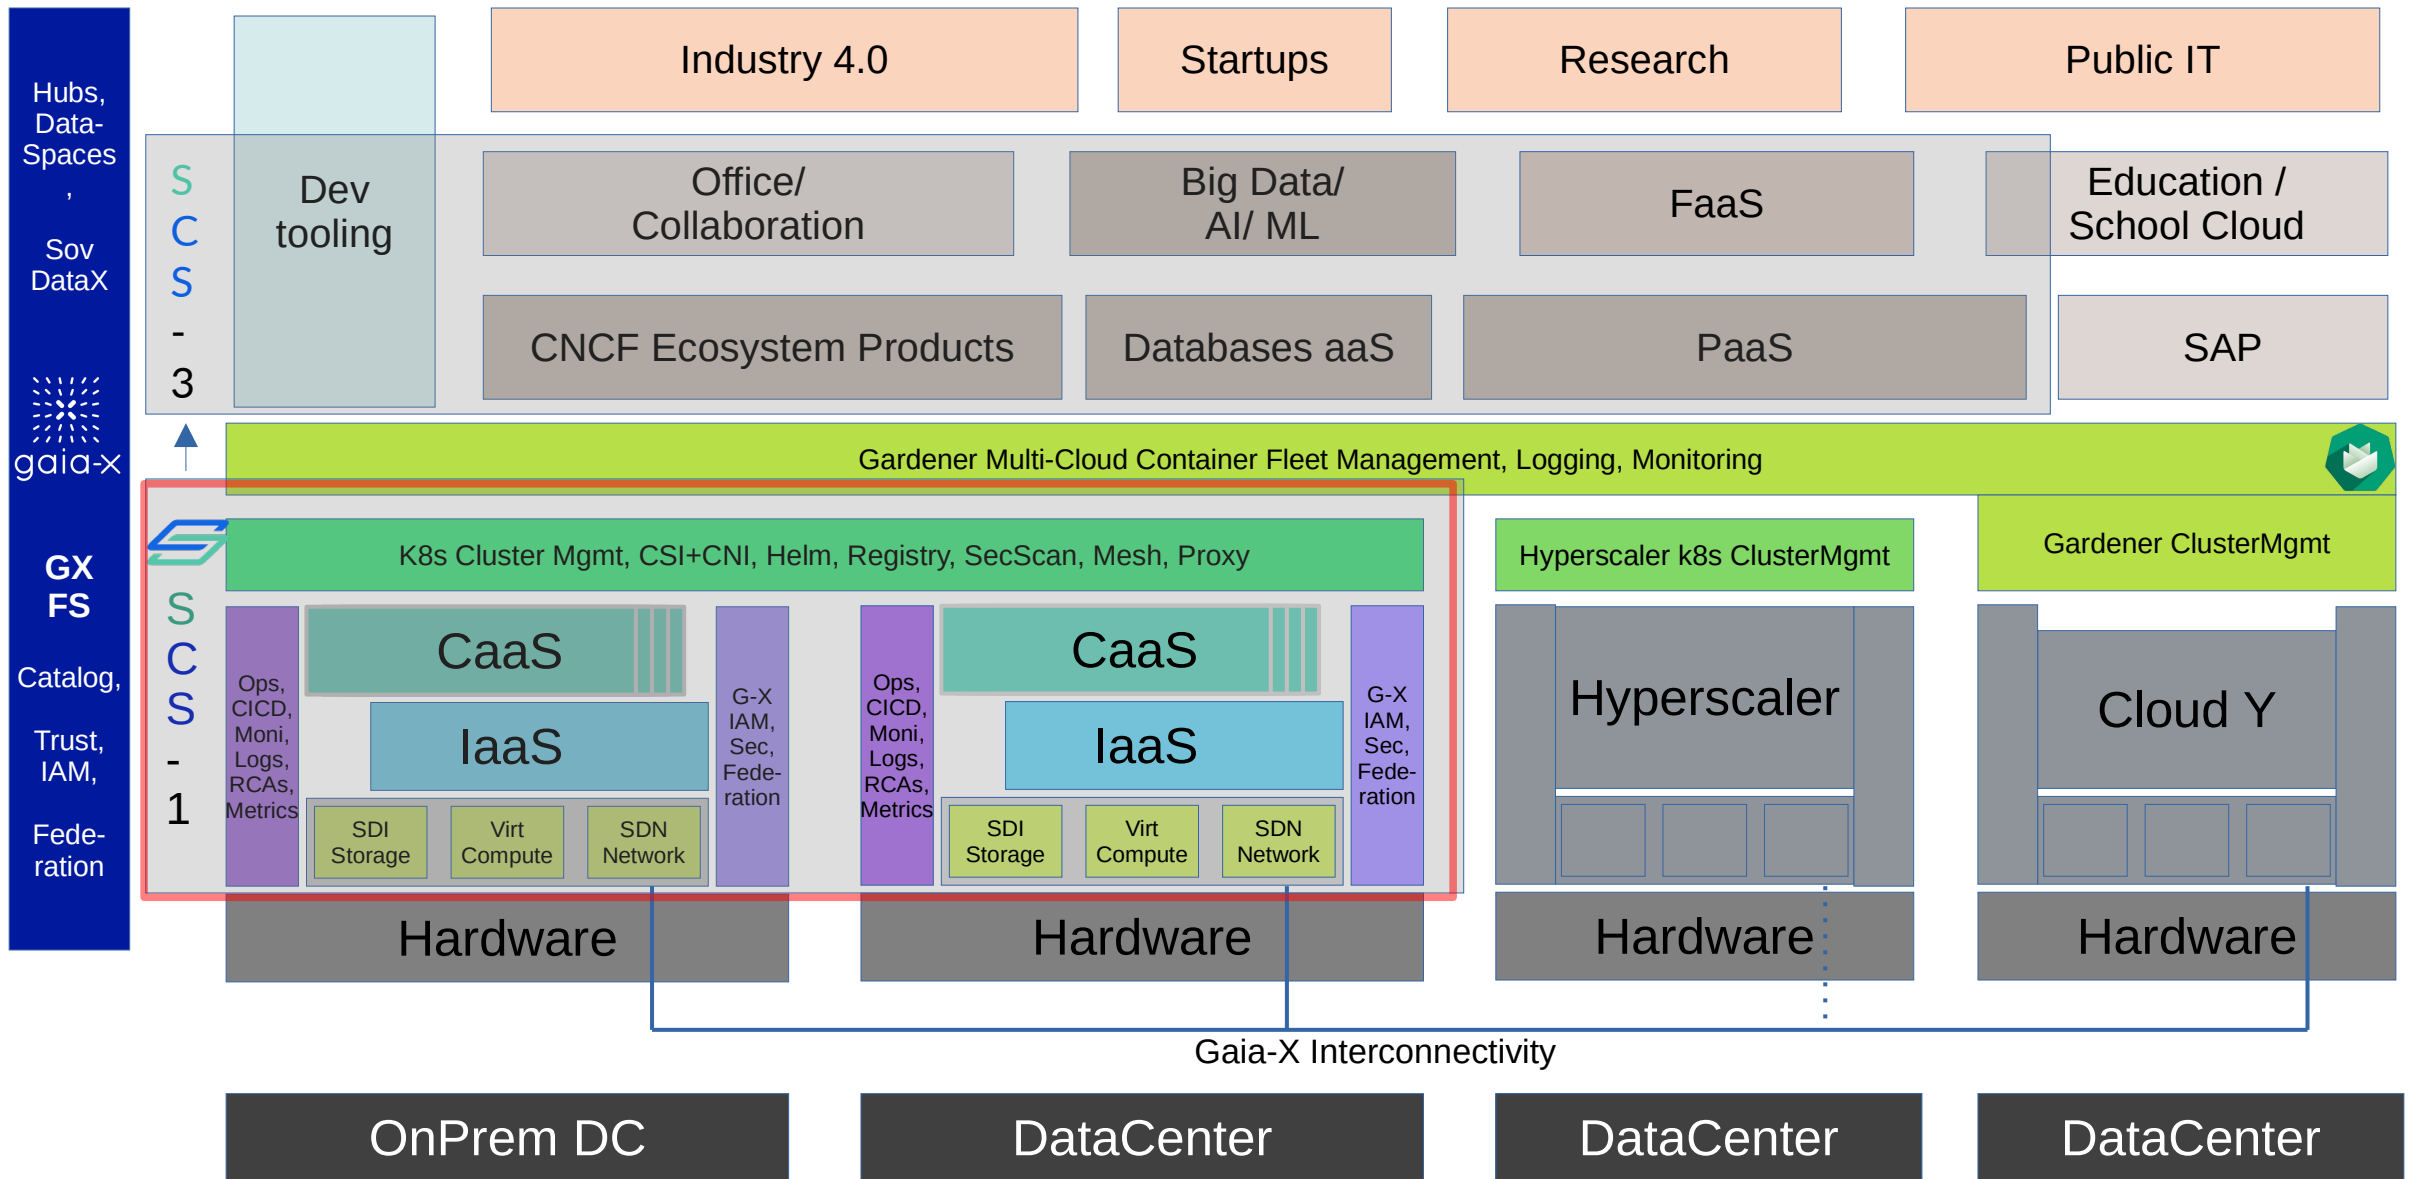 Industry 4.0
Startups
Research
Public IT
Hubs,
Data-
Spaces
,
Sov
DataX
gaia-x
GX
FS
Catalog,
Trust,
IAM,
Fede-
ration
S
C
S
-
3
Dev
tooling
Office/
Collaboration
Big Data/
AI/ ML
FaaS
Education /
School Cloud
CNCF Ecosystem Products
Databases aaS
PaaS
SAP
Gardener Multi-Cloud Container Fleet Management, Logging, Monitoring
S
C
S
-
1
K8s Cluster Mgmt, CSI+CNI, Helm, Registry, SecScan, Mesh, Proxy
Hyperscaler k8s ClusterMgmt
Gardener ClusterMgmt
Ops,
CICD,
Moni,
Logs,
RCAs,
Metrics
CaaS
IaaS
SDI
Storage
Virt
Compute
SDN
Network
G-X
IAM,
Sec,
Fede-
ration
Ops,
CICD,
Moni,
Logs,
RCAs,
Metrics
CaaS
IaaS
SDI
Storage
Virt
Compute
SDN
Network
G-X
IAM,
Sec,
Fede-
ration
Hyperscaler
Cloud Y
Hardware
Hardware
Hardware
Hardware
Gaia-X Interconnectivity
OnPrem DC
DataCenter
DataCenter
DataCenter